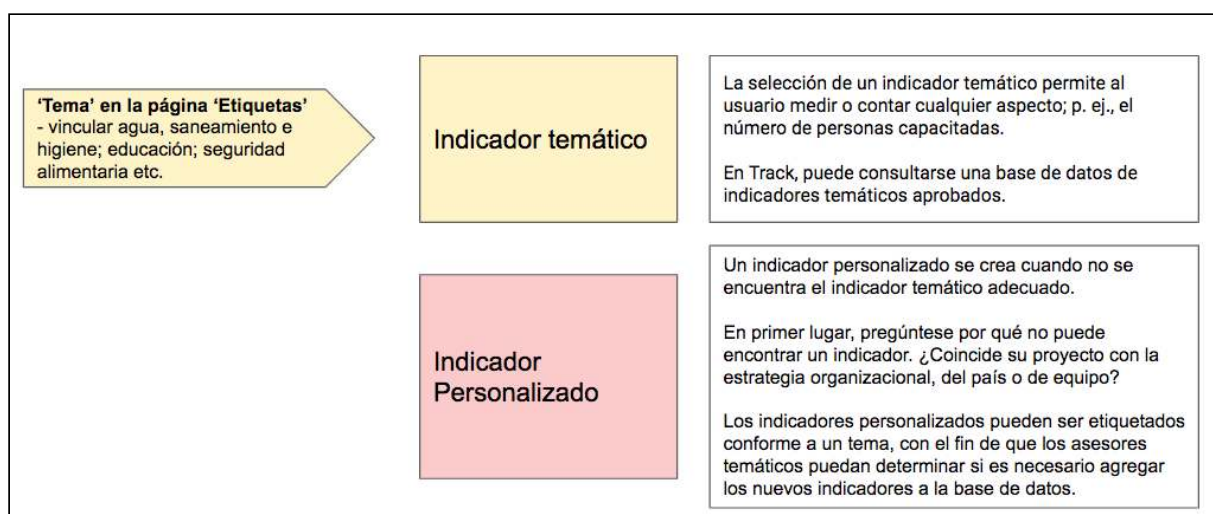 ‘Tema’ en la página ‘Etiquetas’
- vincular agua, saneamiento e
higiene; educación; seguridad
alimentaria etc.
Indicador temático
La selección de un indicador temático permite al
usuario medir o contar cualquier aspecto; p. ej., el
número de personas capacitadas.
En Track, puede consultarse una base de datos de
indicadores temáticos aprobados.
Indicador
Personalizado
Un indicador personalizado se crea cuando no se
encuentra el indicador temático adecuado.
En primer lugar, pregúntese por qué no puede
encontrar un indicador. ¿Coincide su proyecto con la
estrategia organizacional, del país o de equipo?
Los indicadores personalizados pueden ser etiquetados
conforme a un tema, con el fin de que los asesores
temáticos puedan determinar si es necesario agregar
los nuevos indicadores a la base de datos.